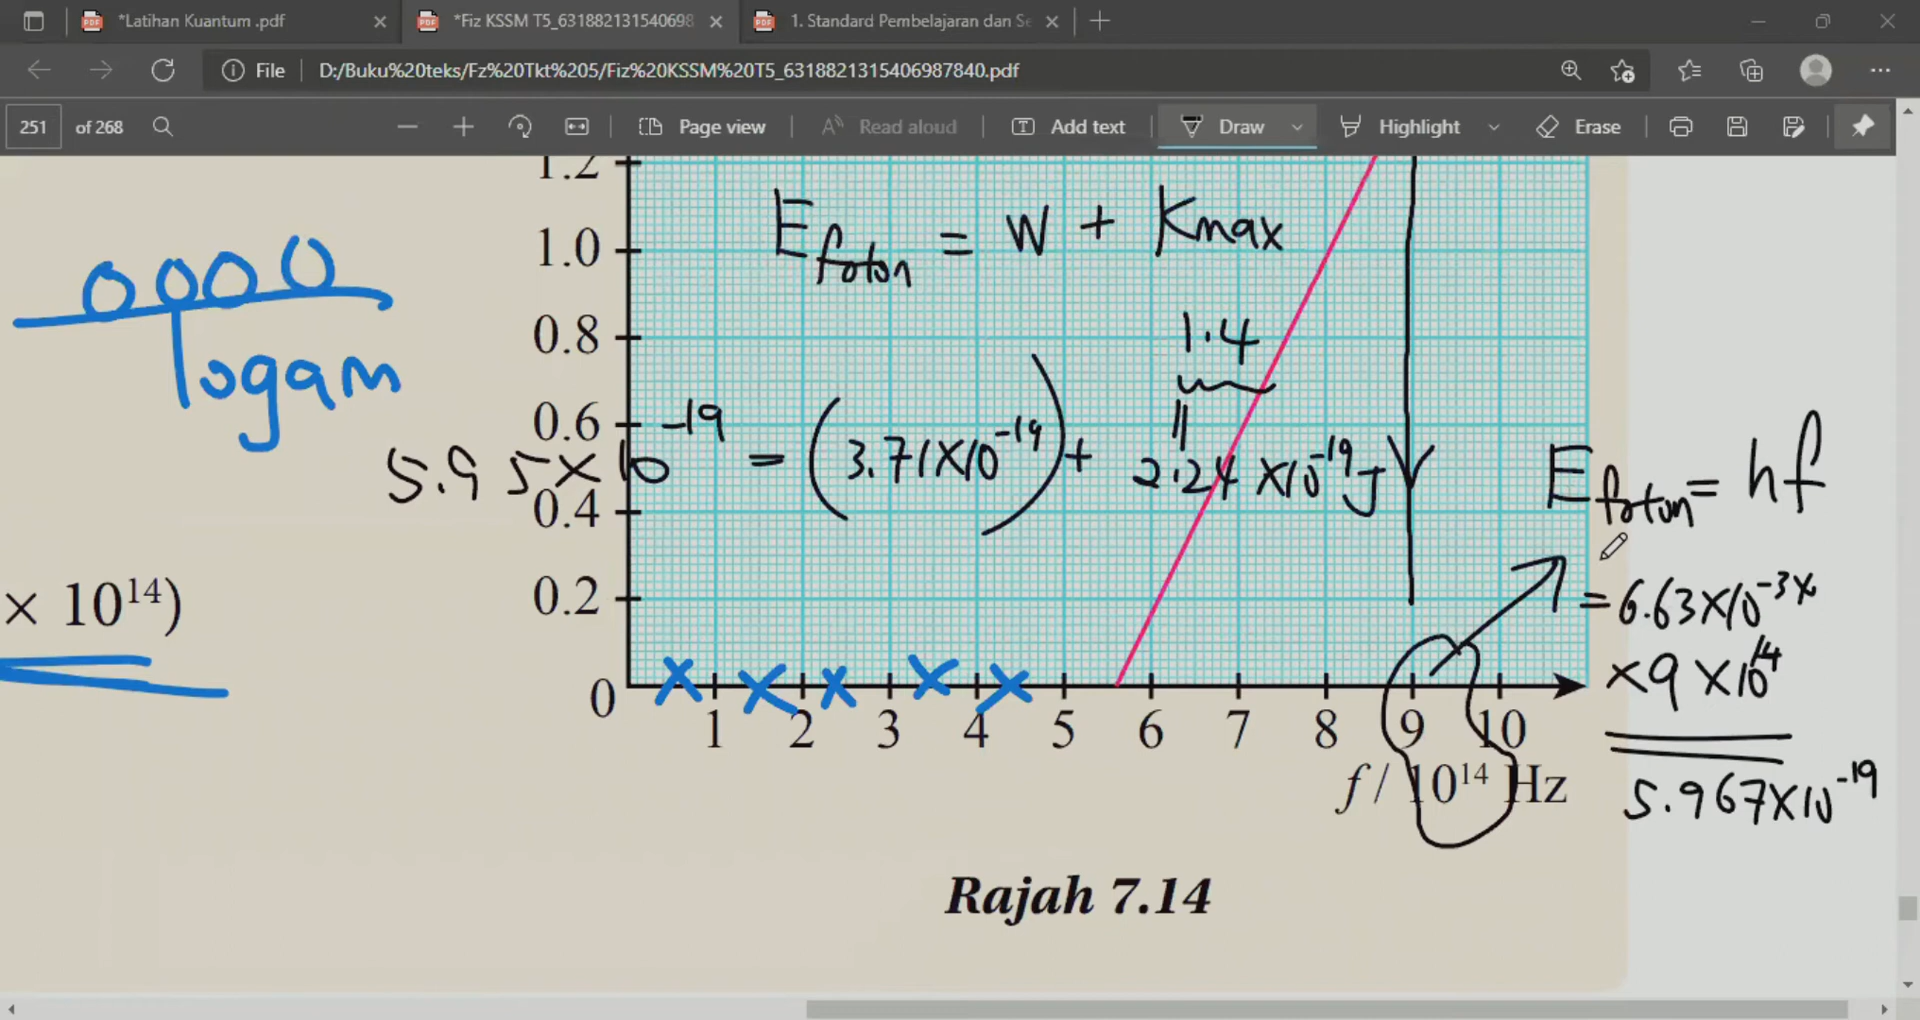 *Latihan Kuantum .pdf
*Fiz KSSM T5_631882131540698
1. Standard Pembelajaran dan Se
File
D:/Buku%20teks/Fz%20Tkt%205/Fiz%20KSSM%20T5_6318821315406987840.pdf
251 of 268
Page view
Read aloud
Add text
Draw
Highlight
Erase
1.2
E foton = W + Kmax
1.0
0.8
1.4
logam
0.6
5.95×10⁻¹⁹ = (3.71×10⁻¹⁹) + 2.24 ×10⁻¹⁹J
E foton = hf
0.4
× 10¹⁴)
0.2
= 6.63×10
×9 ×10¹⁴
0
1 2 3 4 5 6 7 8 9 10
f / 10¹⁴ Hz
5.967×10⁻¹⁹
Rajah 7.14